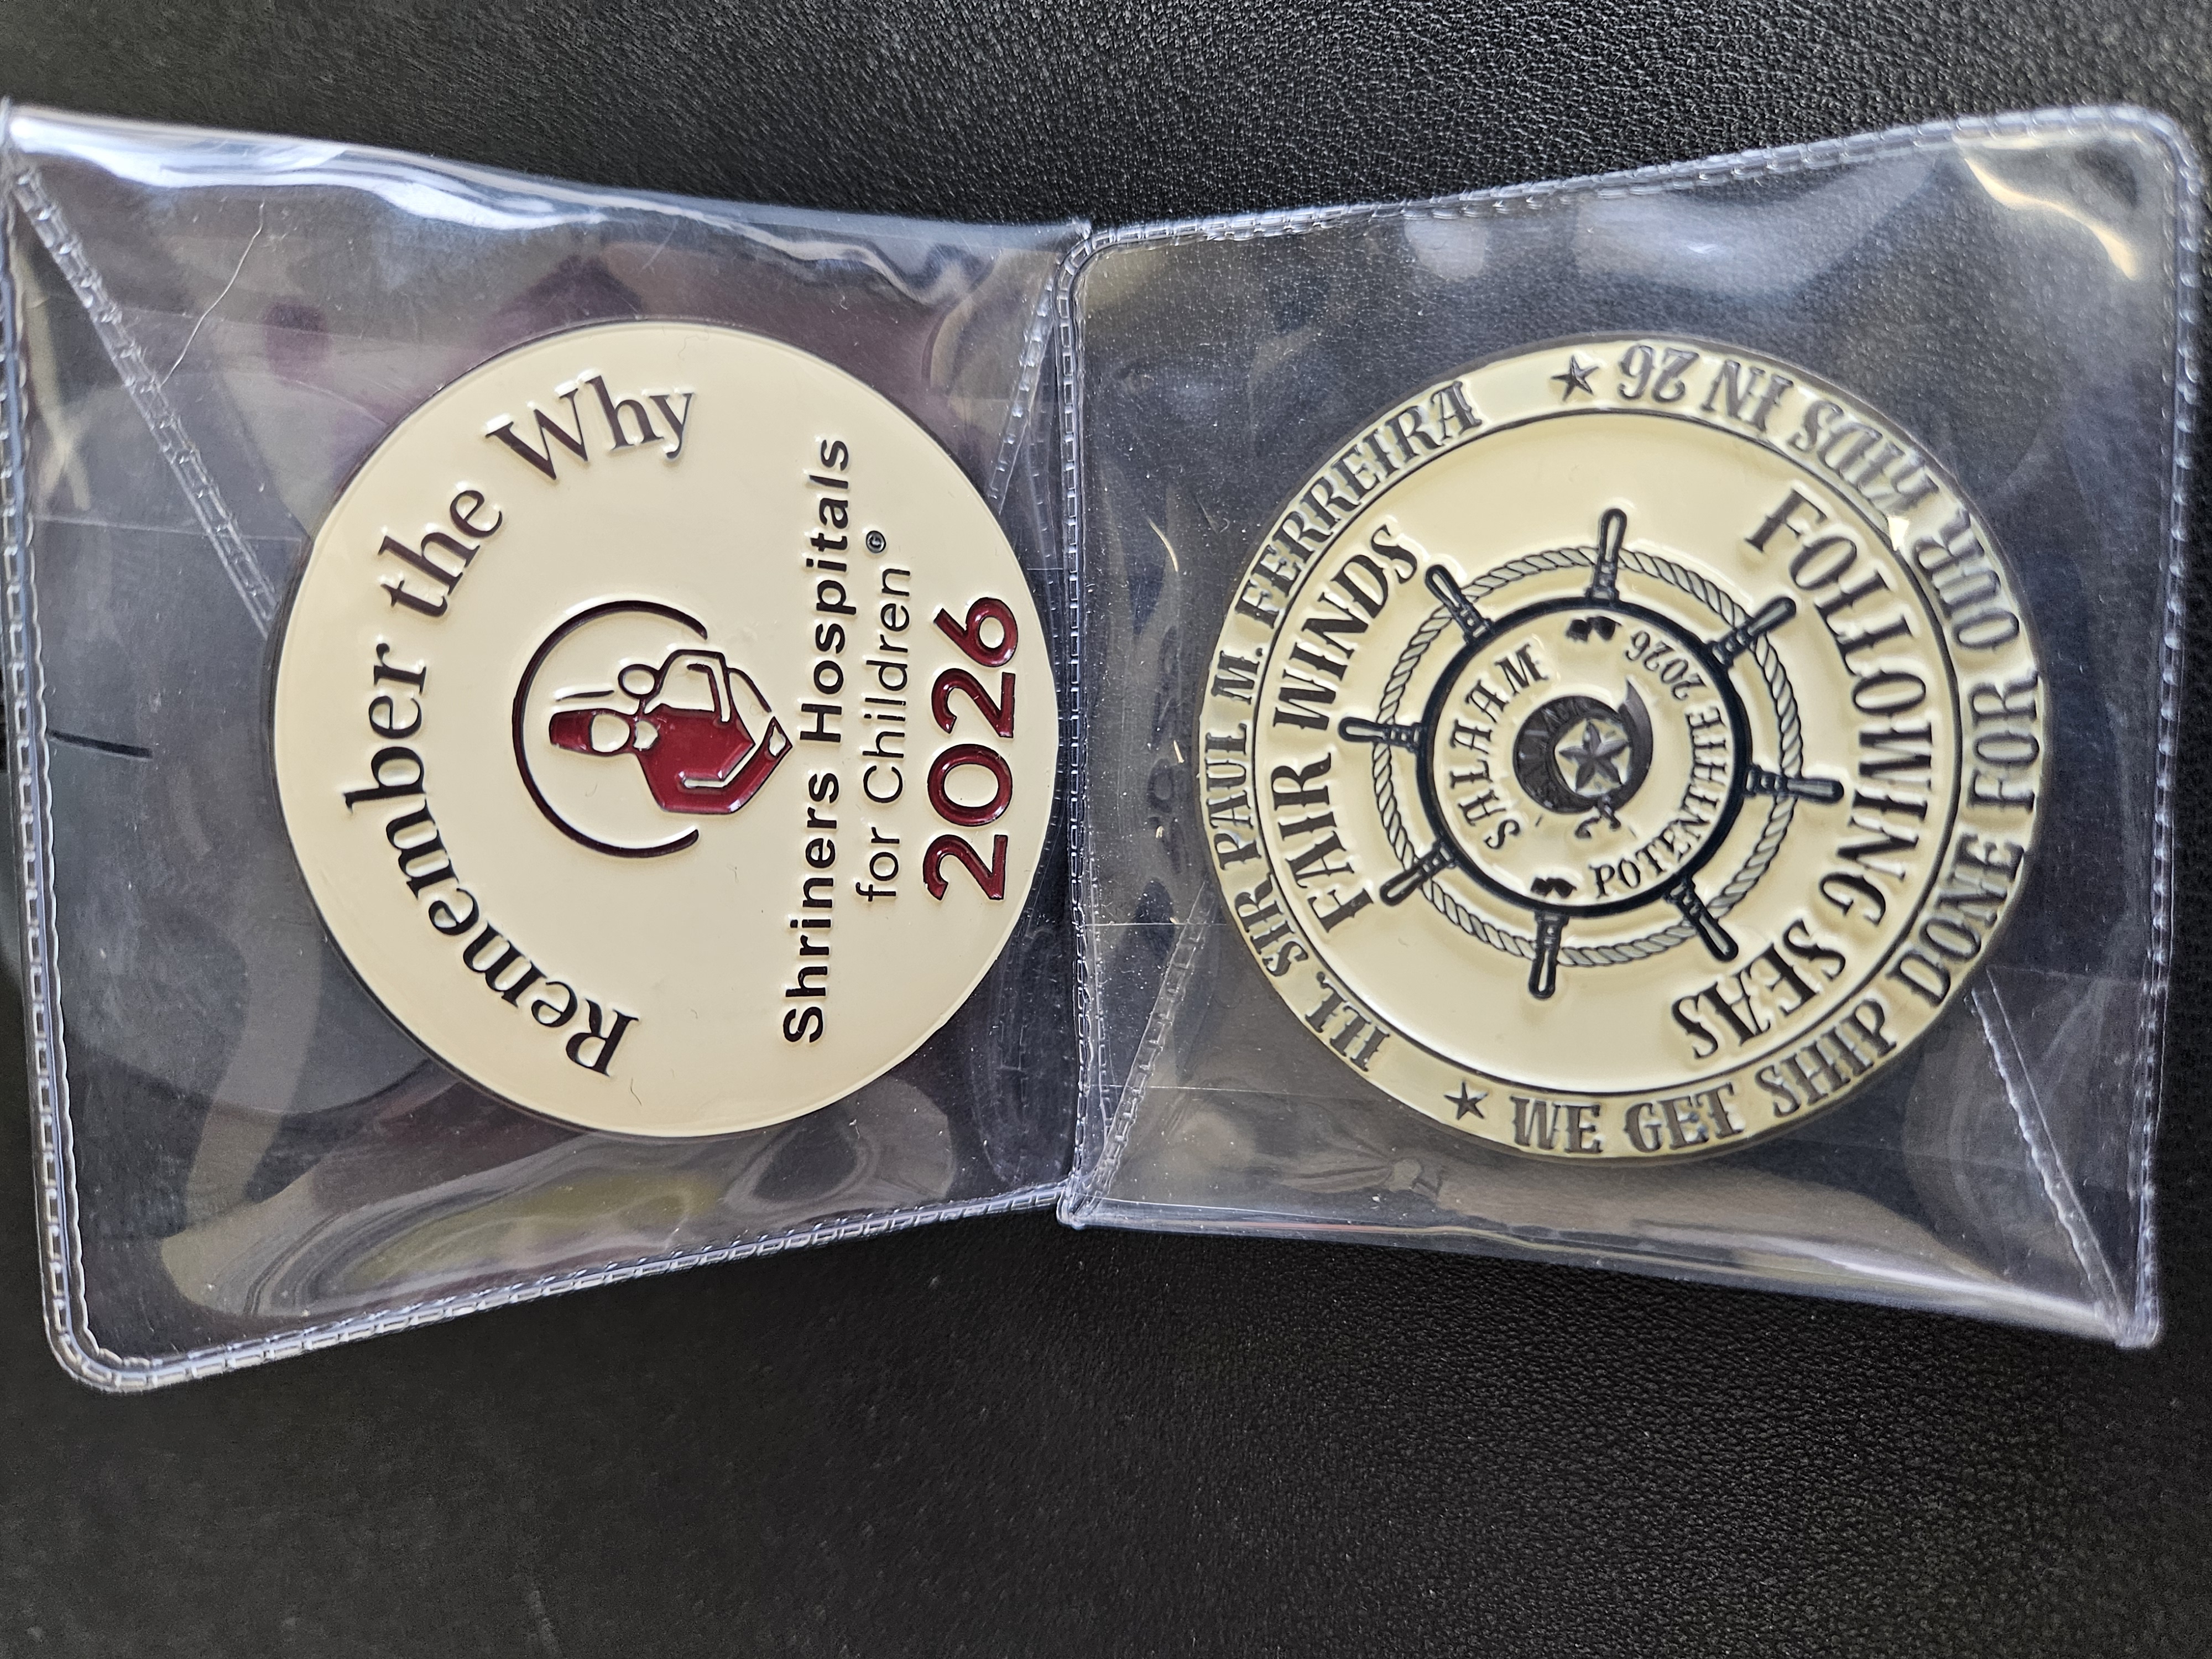 Remember the Why
Shriners Hospitals
for Children®
2026
ILL. SIR PAUL M. FERREIRA
★ WE GET SHIP DONE FOR OUR KIDS IN 26 ★
FAIR WINDS
FOLLOWING SEAS
SALAAM
POTENTATE 2026